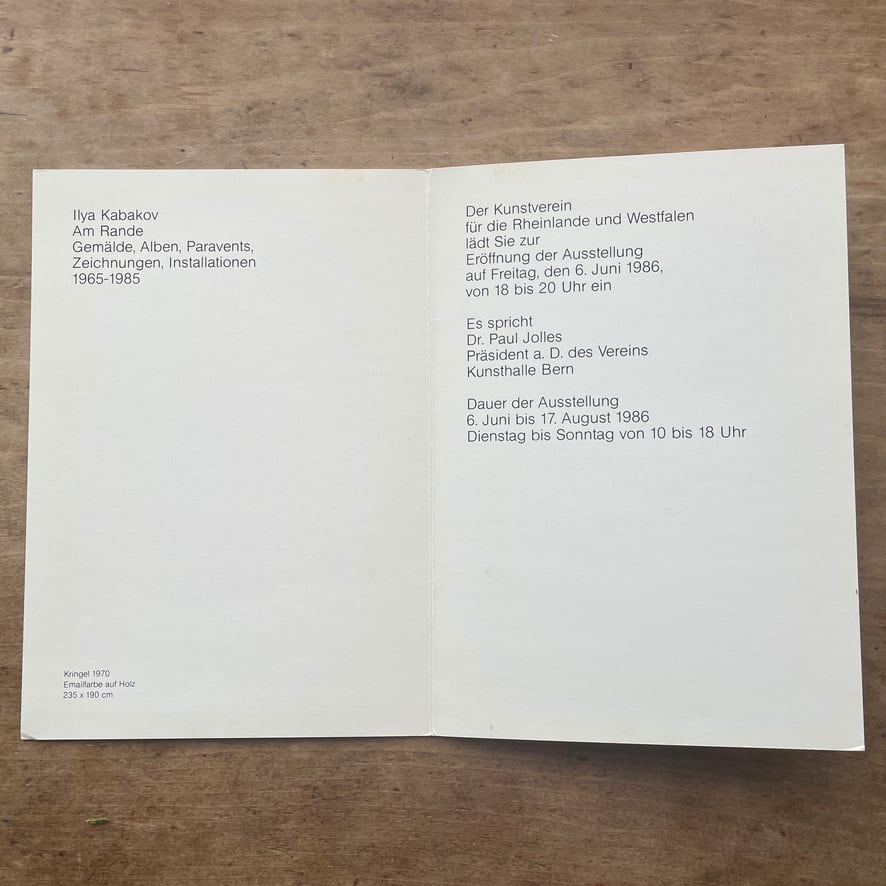 Ilya Kabakov
Am Rande
Gemälde, Alben, Paravents,
Zeichnungen, Installationen
1965-1985
Kringel 1970
Emailfarbe auf Holz
235 x 190 cm
Der Kunstverein
für die Rheinlande und Westfalen
lädt Sie zur
Eröffnung der Ausstellung
auf Freitag, den 6. Juni 1986,
von 18 bis 20 Uhr ein
Es spricht
Dr. Paul Jolles
Präsident a. D. des Vereins
Kunsthalle Bern
Dauer der Ausstellung
6. Juni bis 17. August 1986
Dienstag bis Sonntag von 10 bis 18 Uhr